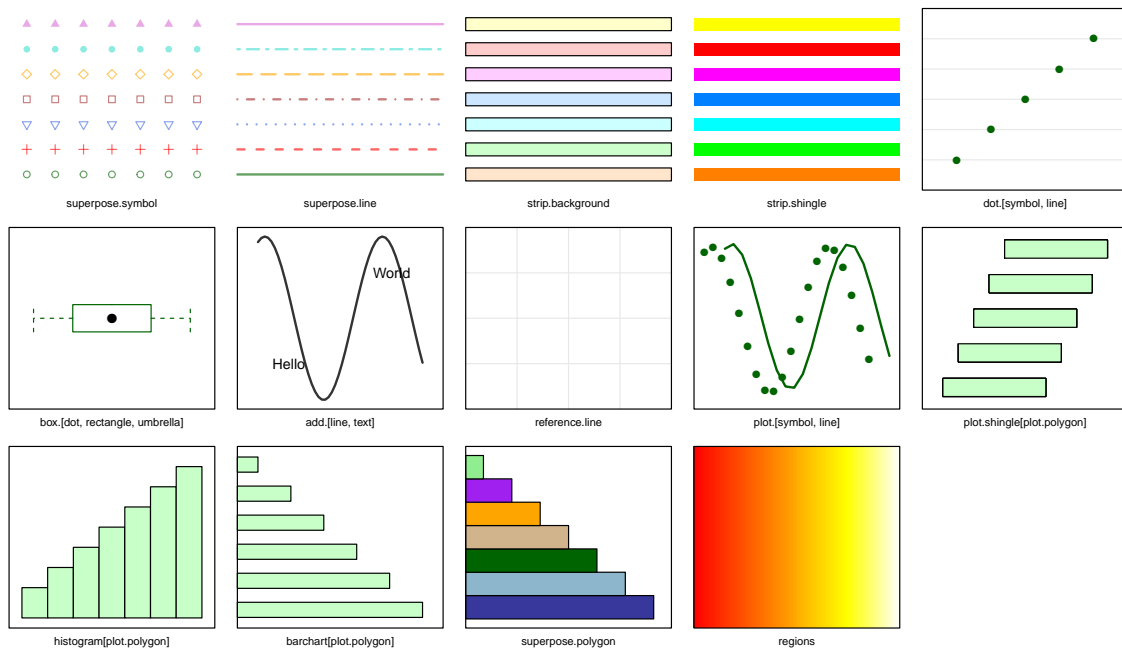 superpose.symbol
superpose.line
strip.background
strip.shingle
dot.[symbol, line]
World
Hello
box.[dot, rectangle, umbrella]
add.[line, text]
reference.line
plot.[symbol, line]
plot.shingle[plot.polygon]
histogram[plot.polygon]
barchart[plot.polygon]
superpose.polygon
regions